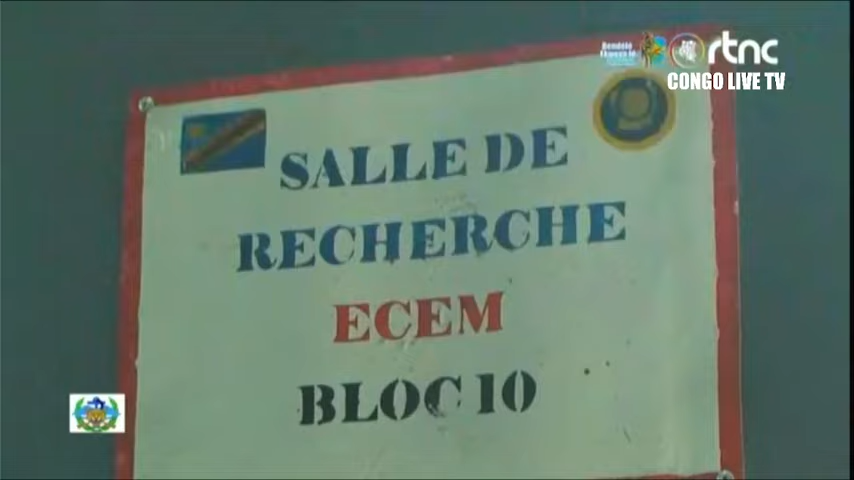 rtnc
CONGO LIVE TV
SALLE DE
RECHERCHE
ECEM
BLOC 10